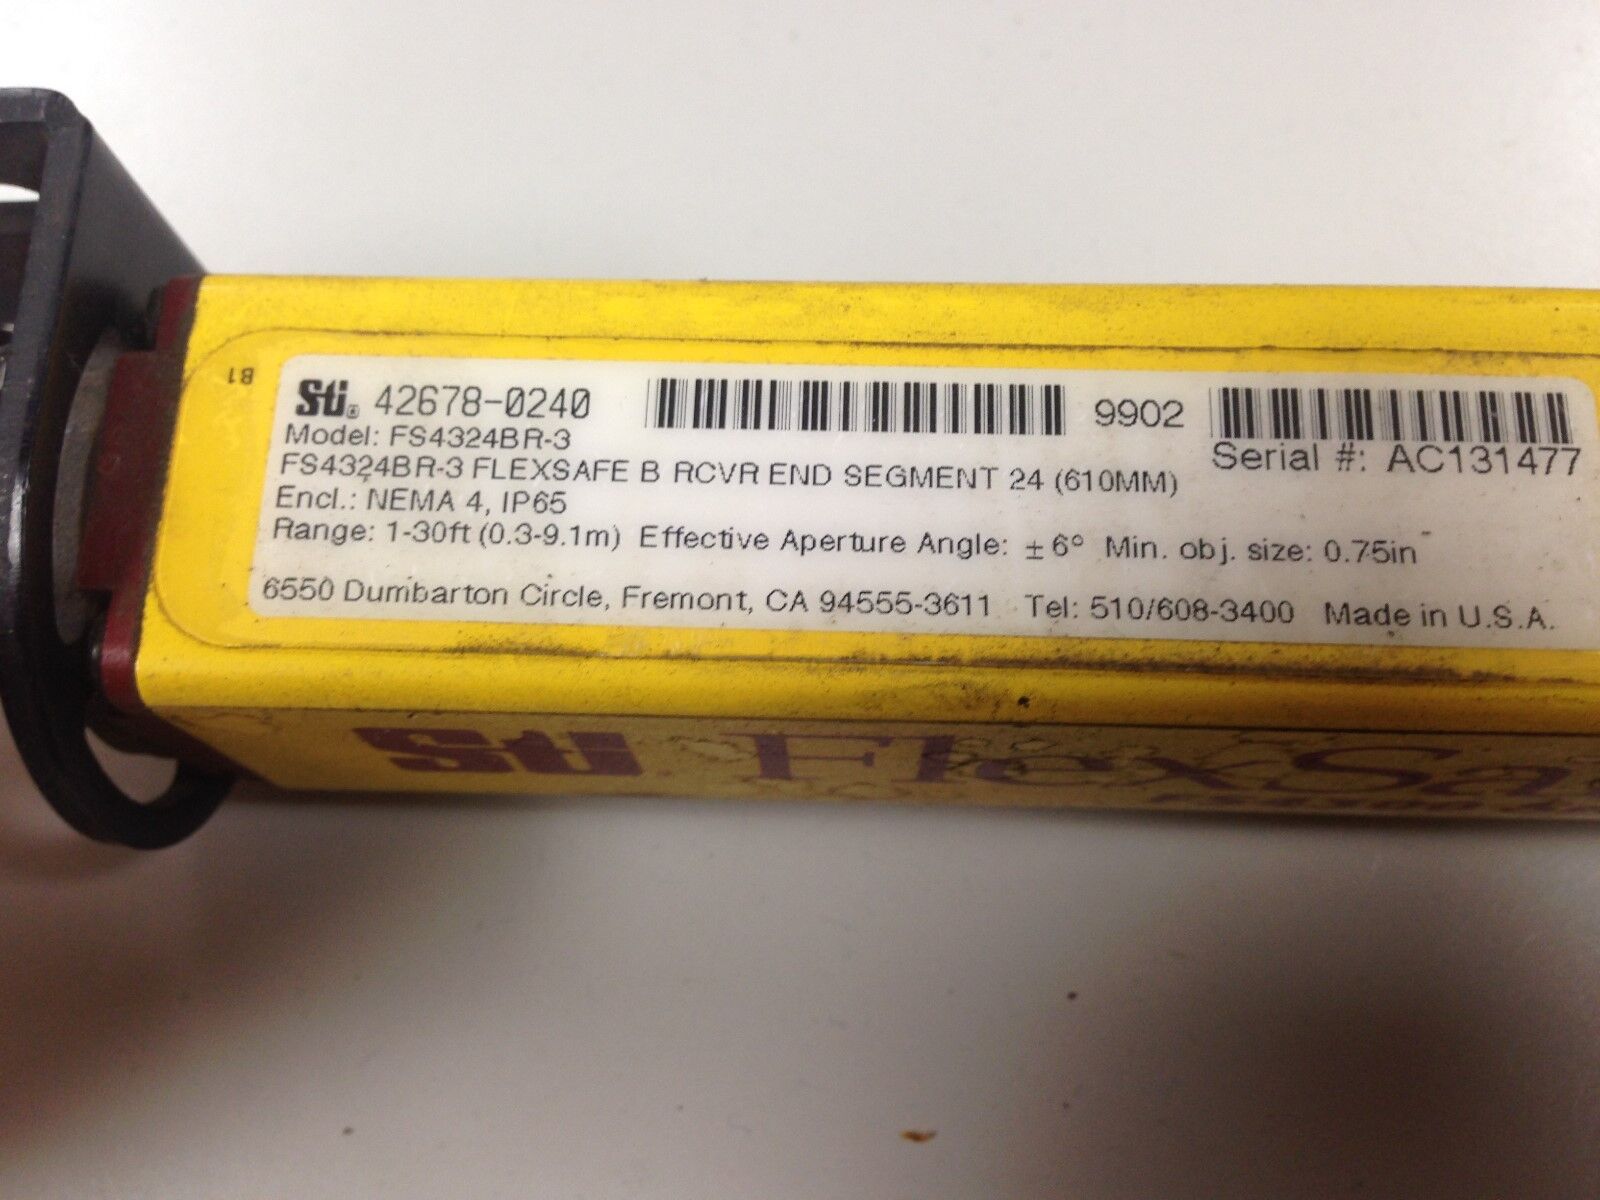 B1
Sti® 42678-0240 9902
Model: FS4324BR-3
Serial #: AC131477
FS4324BR-3 FLEXSAFE B RCVR END SEGMENT 24 (610MM)
Encl.: NEMA 4, IP65
Range: 1-30ft (0.3-9.1m) Effective Aperture Angle: ± 6° Min. obj. size: 0.75in
6550 Dumbarton Circle, Fremont, CA 94555-3611 Tel: 510/608-3400 Made in U.S.A.
Sti FlexSa